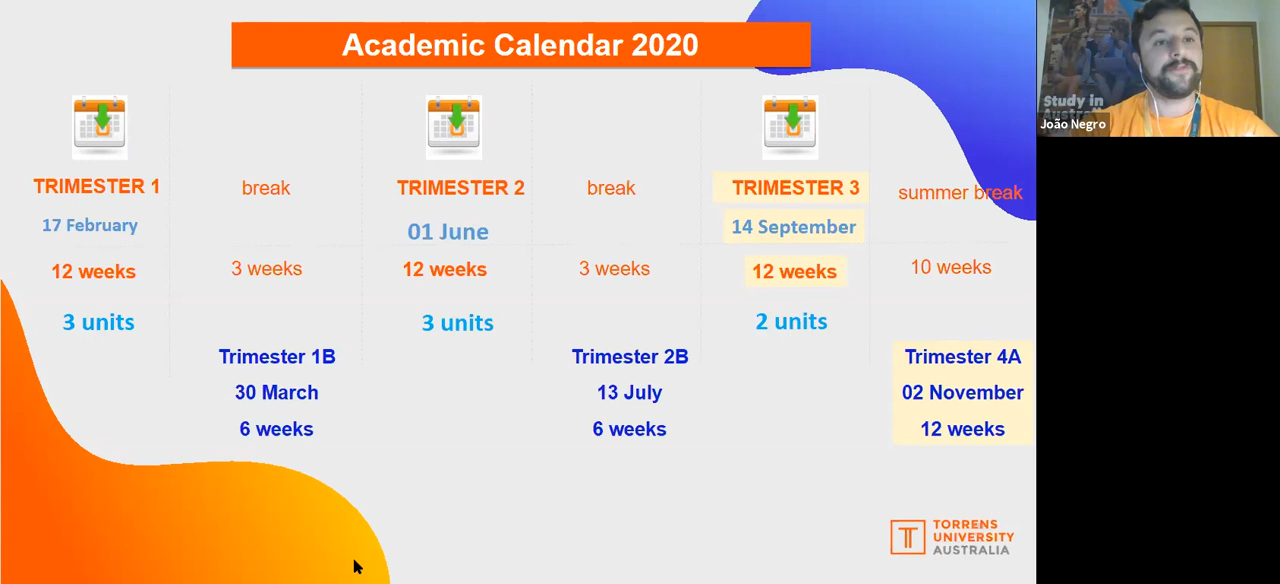 Academic Calendar 2020
TRIMESTER 1
break
TRIMESTER 2
break
TRIMESTER 3
summer break
17 February
01 June
14 September
12 weeks
3 weeks
12 weeks
3 weeks
12 weeks
10 weeks
3 units
3 units
2 units
Trimester 1B
Trimester 2B
Trimester 4A
30 March
13 July
02 November
6 weeks
6 weeks
12 weeks
TORRENS
UNIVERSITY
AUSTRALIA
Study in
João Negro